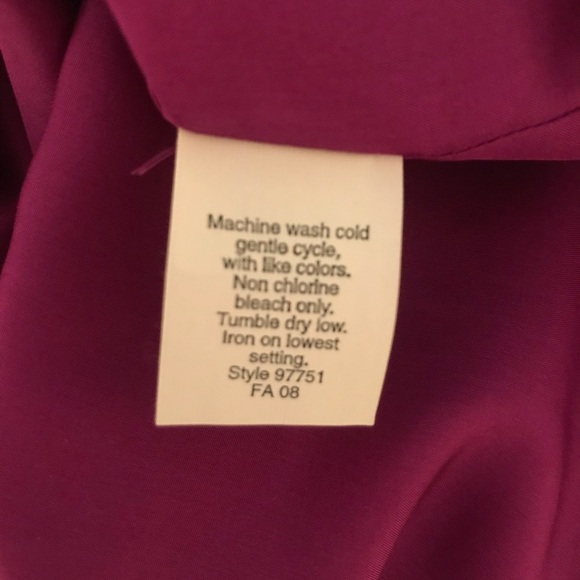 Machine wash cold
gentle cycle,
with like colors.
Non chlorine
bleach only.
Tumble dry low.
Iron on lowest
setting.
Style 97751
FA 08